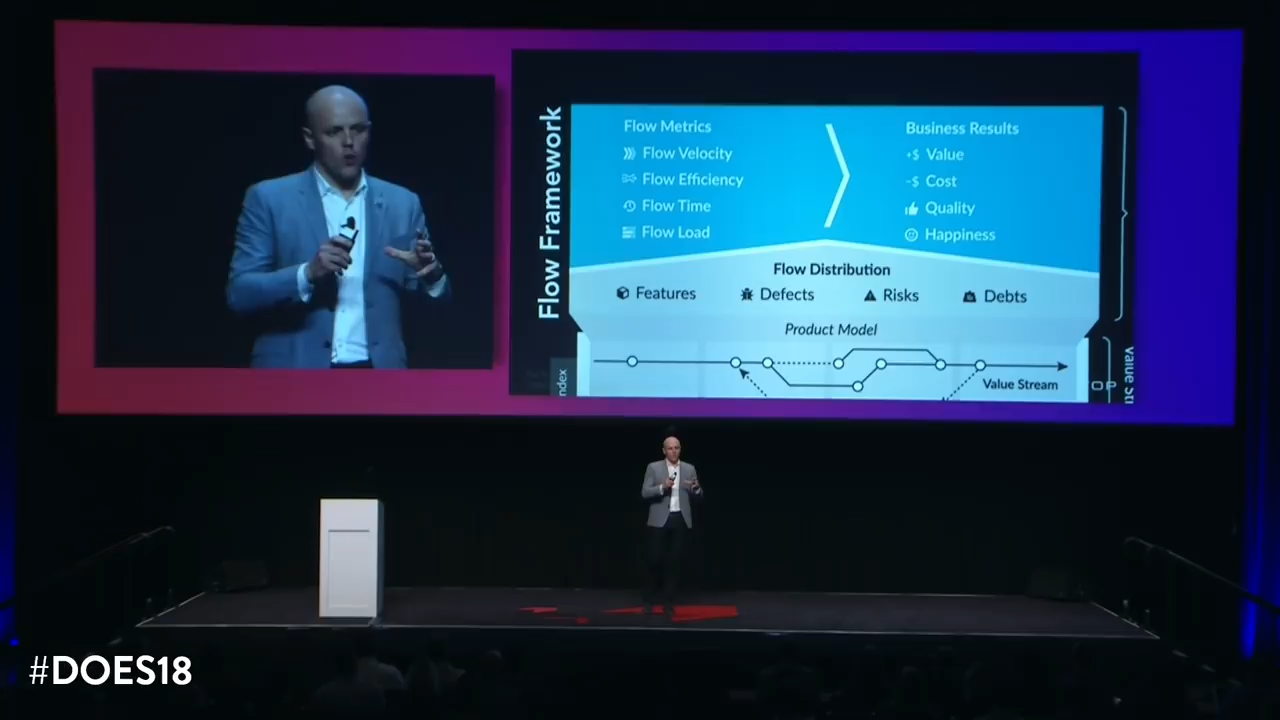 Flow Framework
Flow Metrics
Flow Velocity
Flow Efficiency
Flow Time
Flow Load
Business Results
+$ Value
-$ Cost
Quality
Happiness
Flow Distribution
Features
Defects
Risks
Debts
Product Model
Value Stream
#DOES18